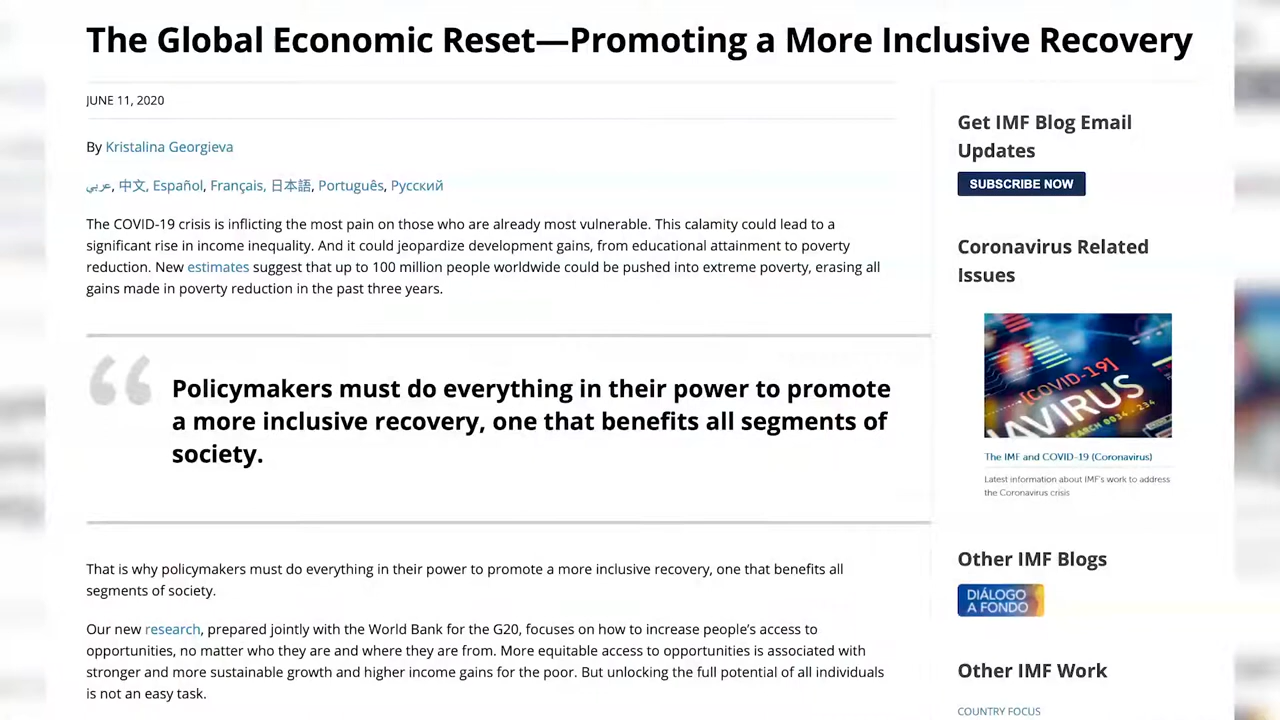 The Global Economic Reset—Promoting a More Inclusive Recovery
JUNE 11, 2020
By Kristalina Georgieva
عربي, 中文, Español, Français, 日本語, Português, Русский
The COVID-19 crisis is inflicting the most pain on those who are already most vulnerable. This calamity could lead to a
significant rise in income inequality. And it could jeopardize development gains, from educational attainment to poverty
reduction. New estimates suggest that up to 100 million people worldwide could be pushed into extreme poverty, erasing all
gains made in poverty reduction in the past three years.
“
Policymakers must do everything in their power to promote
a more inclusive recovery, one that benefits all segments of
society.
That is why policymakers must do everything in their power to promote a more inclusive recovery, one that benefits all
segments of society.
Our new research, prepared jointly with the World Bank for the G20, focuses on how to increase people’s access to
opportunities, no matter who they are and where they are from. More equitable access to opportunities is associated with
stronger and more sustainable growth and higher income gains for the poor. But unlocking the full potential of all individuals
is not an easy task.
Get IMF Blog Email
Updates
SUBSCRIBE NOW
Coronavirus Related
Issues
[COVID-19]
AVIRUS
SEARCH 0034 - 234
The IMF and COVID-19 (Coronavirus)
Latest information about IMF's work to address
the Coronavirus crisis
Other IMF Blogs
DIÁLOGO
A FONDO
Other IMF Work
COUNTRY FOCUS